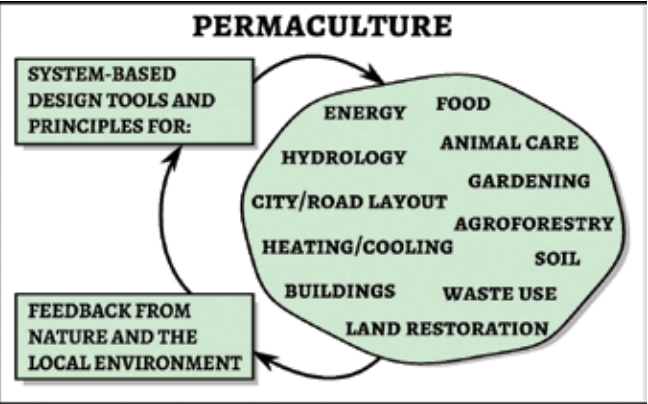 PERMACULTURE
SYSTEM-BASED
DESIGN TOOLS AND
PRINCIPLES FOR:
ENERGY
FOOD
HYDROLOGY
ANIMAL CARE
CITY/ROAD LAYOUT
GARDENING
HEATING/COOLING
AGROFORESTRY
SOIL
BUILDINGS
WASTE USE
LAND RESTORATION
FEEDBACK FROM
NATURE AND THE
LOCAL ENVIRONMENT